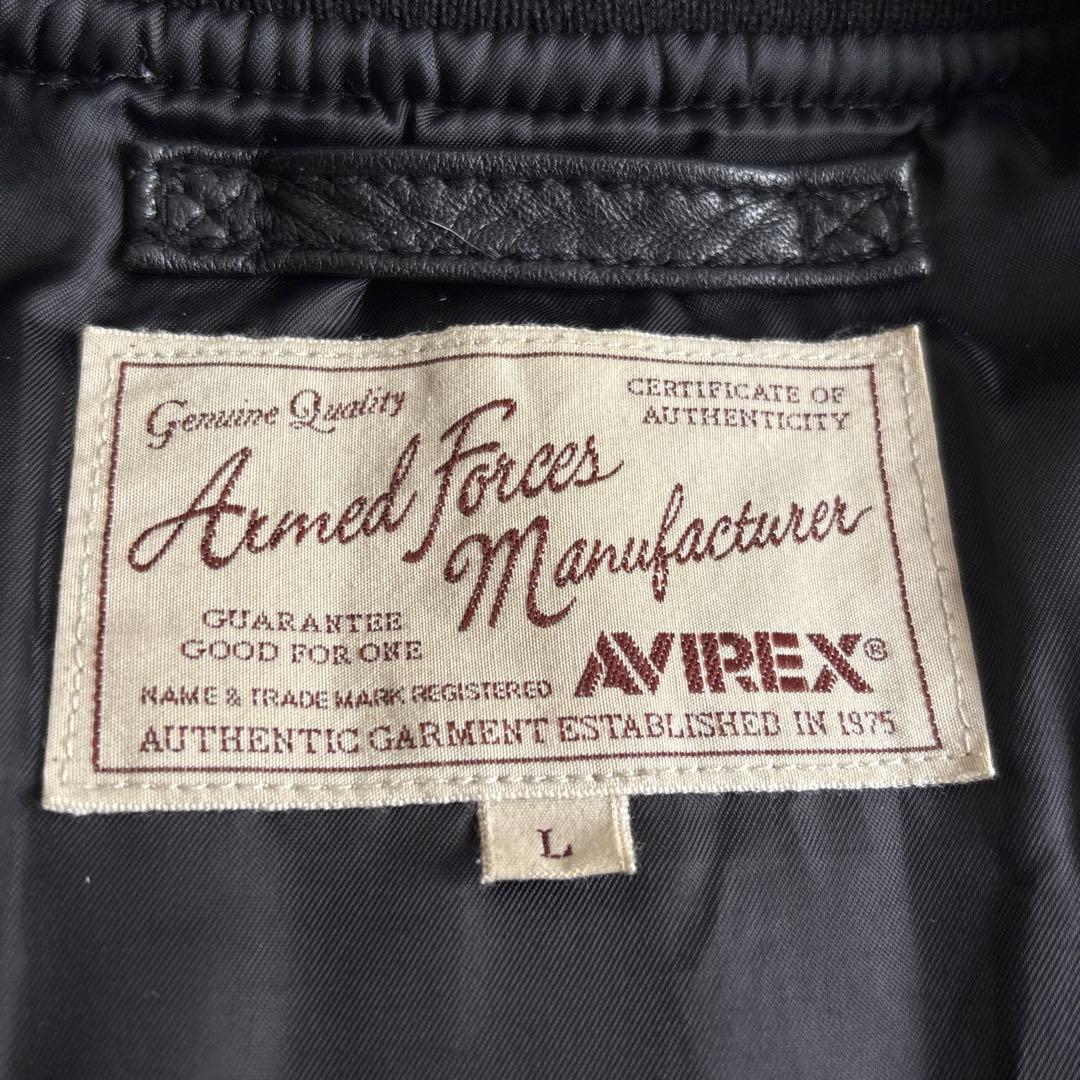 Genuine Quality
CERTIFICATE OF
AUTHENTICITY
Armed Forces
Manufacturer
GUARANTEE
GOOD FOR ONE
AVIREX®
NAME & TRADE MARK REGISTERED
AUTHENTIC GARMENT ESTABLISHED IN 1975
L